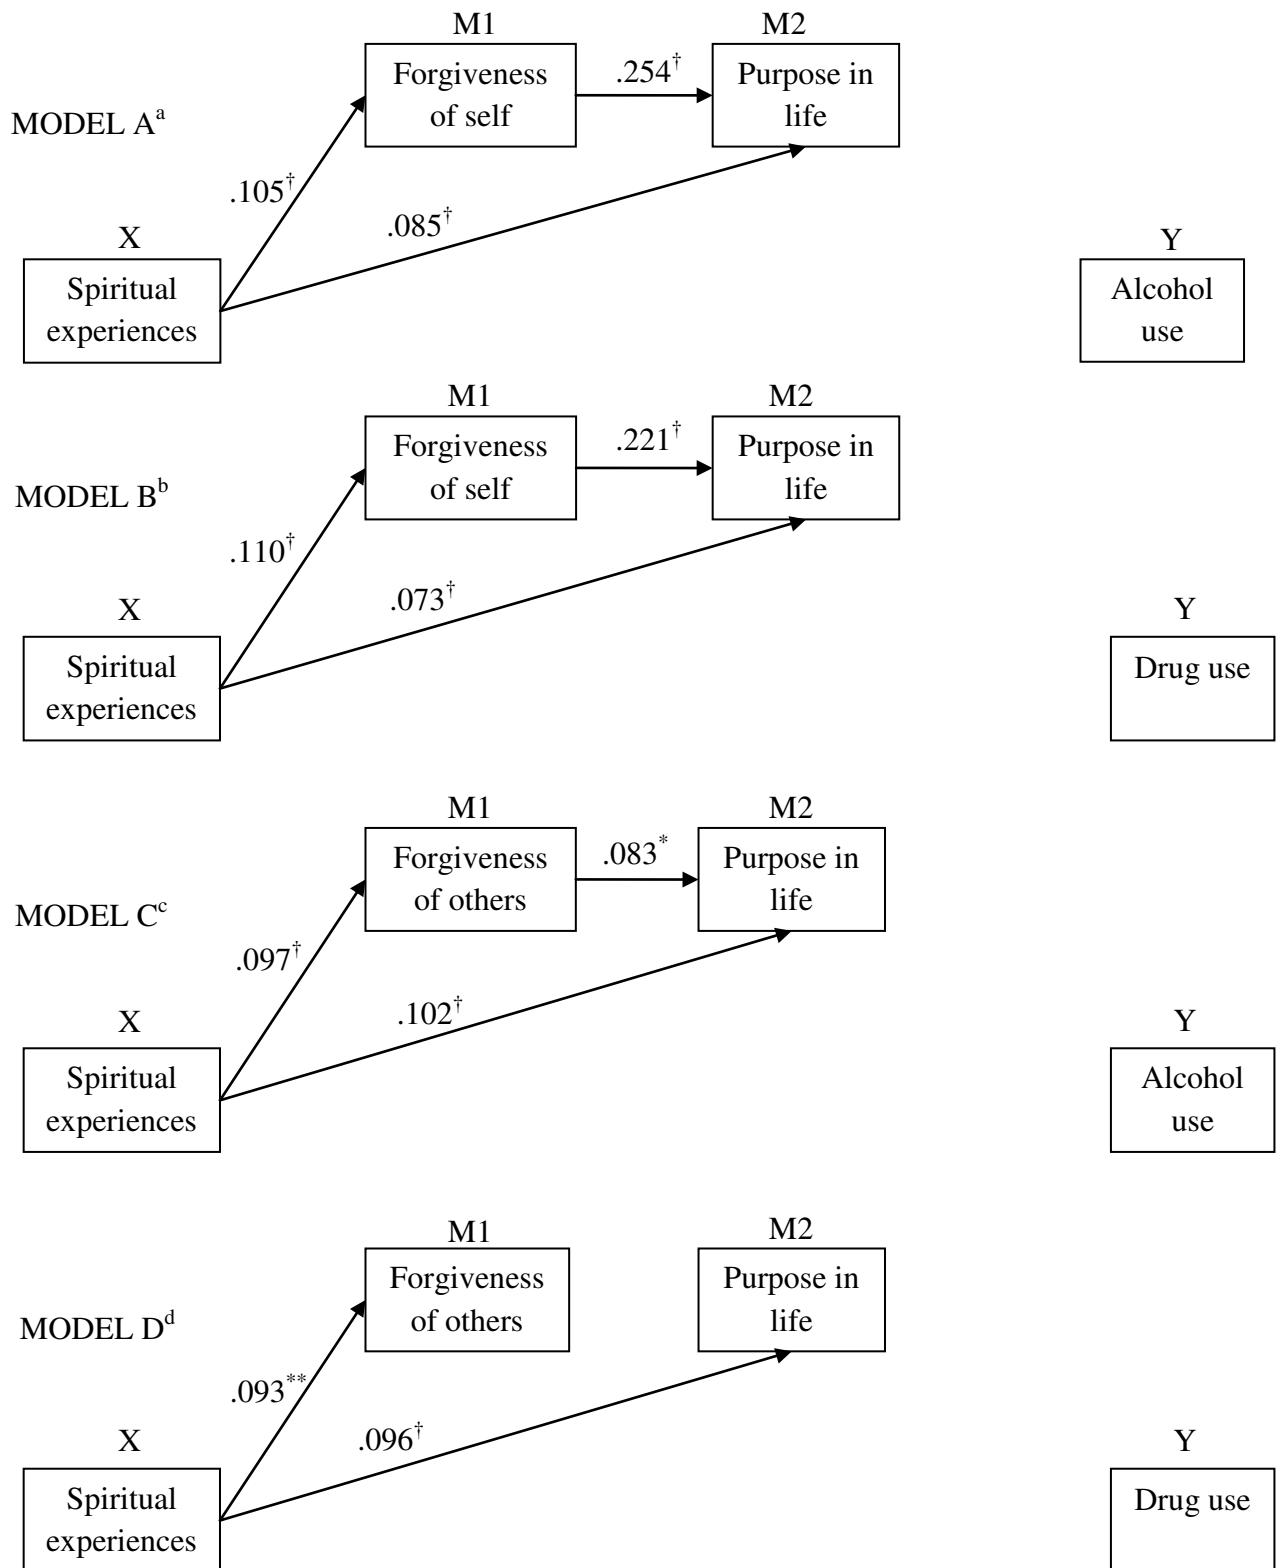 M1
M2
Forgiveness
of self
.254†
Purpose in
life
MODEL Aᵃ
.105†
.085†
X
Spiritual
experiences
Y
Alcohol
use
M1
M2
Forgiveness
of self
.221†
Purpose in
life
MODEL Bᵇ
.110†
.073†
X
Spiritual
experiences
Y
Drug use
M1
M2
Forgiveness
of others
.083*
Purpose in
life
MODEL Cᶜ
.097†
.102†
X
Spiritual
experiences
Y
Alcohol
use
M1
M2
Forgiveness
of others
Purpose in
life
MODEL Dᵈ
.093**
.096†
X
Spiritual
experiences
Y
Drug use